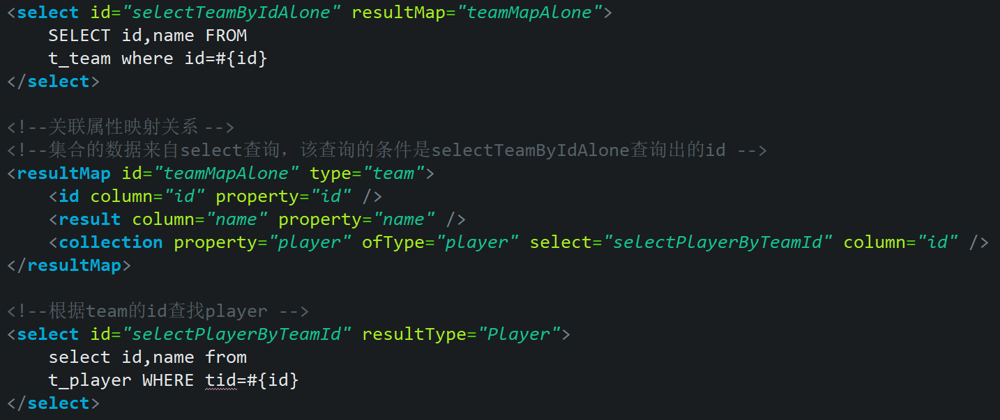 <select id="selectTeamByIdAlone" resultMap="teamMapAlone">
    SELECT id,name FROM
    t_team where id=#{id}
</select>

<!--关联属性映射关系 -->
<!--集合的数据来自select查询，该查询的条件是selectTeamByIdAlone查询出的id -->
<resultMap id="teamMapAlone" type="team">
    <id column="id" property="id" />
    <result column="name" property="name" />
    <collection property="player" ofType="player" select="selectPlayerByTeamId" column="id" />
</resultMap>

<!--根据team的id查找player -->
<select id="selectPlayerByTeamId" resultType="Player">
    select id,name from
    t_player WHERE tid=#{id}
</select>